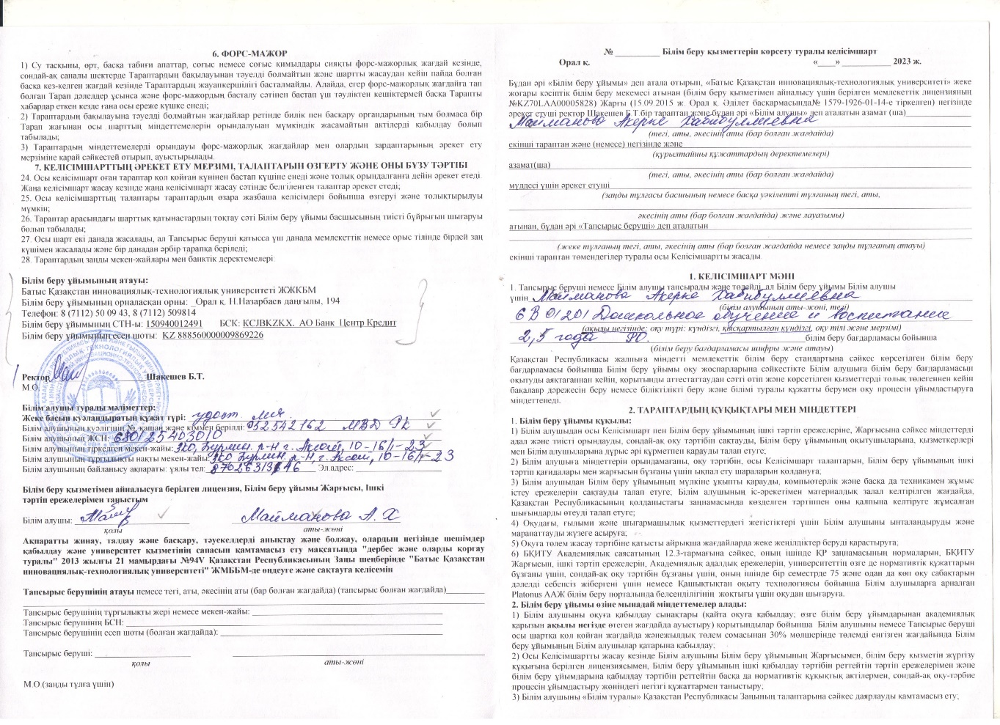 6. ФОРС-МАЖОР
1) Су тасқыны, өрт, басқа табиғи апаттар, соғыс немесе соғыс қимылдары сияқты форс-мажорлық жағдай кезінде,
сондай-ақ саналы шектерде Тараптардың бақылауынан тәуелді болмайтын және шартты жасаудан кейін пайда болған
басқа кез-келген жағдай кезінде Тараптардың жауапкершілігі басталмайды. Алайда, егер форс-мажорлық жағдайға тап
болған Тарап дәлелдер ұсынса және форс-мажордың басталу сәтінен бастап үш тәуліктен кешіктермей басқа Тарапты
хабардар еткен кезде ғана осы ереже күшке енеді;
2) Тараптардың бақылауына тәуелді болмайтын жағдайлар ретінде билік пен басқару органдарының тым болмаса бір
Тарап жағынан осы шарттың міндеттемелерін орындалуын мүмкіндік жасамайтын актілерді қабылдау болып
табылады;
3) Тараптардың міндеттемелерді орындауы форс-мажорлық жағдайлар мен олардың зардаптарының әрекет ету
мерзіміне қарай сәйкестей отырып, ауыстырылады.
7. КЕЛІСІМШАРТТЫҢ ӘРЕКЕТ ЕТУ МЕРЗІМІ, ТАЛАПТАРЫН ӨЗГЕРТУ ЖӘНЕ ОНЫ БҰЗУ ТӘРТІБІ
24. Осы келісімшарт оған тараптар қол қойған күнінен бастап күшіне енеді және толық орындалғанға дейін әрекет етеді.
Жаңа келісімшарт жасау кезінде жаңа келісімшарт жасау сәтінде белгіленген талаптар әрекет етеді;
25. Осы келісімшарттың талаптары тараптардың өзара жазбаша келісімдері бойынша өзгеруі және толықтырылуы
мүмкін;
26. Тараптар арасындағы шарттық қатынастардың тоқтау сәті Білім беру ұйымы басшысының тиісті бұйрығын шығаруы
болып табылады;
27. Осы шарт екі данада жасалады, ал Тапсырыс беруші қатысса үш данада мемлекеттік немесе орыс тілінде бірдей заң
күшімен жасалады және бір данадан әрбір тарапқа беріледі;
28. Тараптардың заңды мекен-жайлары мен банктік деректемелері:
Білім беру ұйымының атауы:
Батыс Қазақстан инновациялық-технологиялық университеті ЖЖКБМ
Білім беру ұйымының орналасқан орны: _Орал қ. Н.Назарбаев даңғылы, 194
Телефон: 8 (7112) 50 09 43, 8 (7112) 509814
Білім беру ұйымының СТН-ы: 150940012491 БСК: KCJBKZKX. АО Банк Центр Кредит
Білім беру ұйымының есеп шоты: KZ 888560000009869226
Ректор Шакешев Б.Т.
М.О.
Білім алушы туралы мәліметтер:
Жеке басын куәландыратын құжат түрі: удост. лич.
Білім алушының куәлігінің №, қашан және кіммен берілді: 052542162 МВД РК
Білім алушының ЖСН: 680125403010
Білім алушының тіркелген мекен-жайы: ЗКО, Бурлин. р-н г. Аксай, 10-16/1-23
Білім алушының тұрғылықты нақты мекен-жайы: ЗКО Бурлин. р-н, г. Аксай, 10-16/1-23
Білім алушының байланысу ақпараты: ұялы тел: Эл.адрес:
Білім беру қызметімен айналысуға берілген лицензия, Білім беру ұйымы Жарғысы, Ішкі
тәртіп ережелерімен таныстым
Білім алушы: Майманова А. Х
қолы аты-жөні
Ақпаратты жинау, талдау және басқару, тәуекелдерді анықтау және болжау, олардың негізінде шешімдер
қабылдау және университет қызметінің сапасын қамтамасыз ету мақсатында "дербес және оларды қорғау
туралы" 2013 жылғы 21 мамырдағы №94V Қазақстан Республикасының Заңы шеңберінде "Батыс Қазақстан
инновациялық-технологиялық университеті" ЖМББМ-де өңдеуге және сақтауға келісемін
Тапсырыс берушінің атауы немесе тегі, аты, әкесінің аты (бар болған жағдайда) (тапсырыс болған жағдайда)
Тапсырыс берушінің тұрғылықты жері немесе мекен-жайы:
Тапсырыс берушінің БСН:
Тапсырыс берушінің есеп шоты (болған жағдайда):
Тапсырыс беруші:
қолы аты-жөні
М.О (заңды тұлға үшін)
№ __________ Білім беру қызметтерін көрсету туралы келісімшарт
Орал қ. «____» ___________ 2023 ж.
Бұдан әрі «Білім беру ұйымы» деп атала отырып, «Батыс Қазақстан инновациялық-технологиялық университеті» жеке
жоғары кәсіптік білім беру мекемесі атынан (білім беру қызметімен айналысу үшін берілген мемлекеттік лицензияның
№KZ70LAA00005828) Жарғы (15.09.2015 ж. Орал қ. Әділет басқармасында№ 1579-1926-01-14-е тіркелген) негізінде
әрекет етуші ректор Шакешев Б.Т бір тараптан және бұдан әрі «Білім алушы» деп аталатын азамат (ша)
Майманова Акерке Хабибуллаевна
(тегі, аты, әкесінің аты (бар болған жағдайда)
екінші тараптан және (немесе) негізінде және
(құрылтайшы құжаттардың деректемелері)
азамат(ша)
(тегі, аты, әкесінің аты (бар болған жағдайда)
мүддесі үшін әрекет етуші
(заңды тұлғасы басшының немесе басқа уәкілетті тұлғаның тегі, аты,
әкесінің аты (бар болған жағдайда) және лауазымы)
атынан, бұдан әрі «Тапсырыс беруші» деп аталатын
(жеке тұлғаның тегі, аты, әкесінің аты (бар болған жағдайда немесе заңды тұлғаның атауы)
екінші тараптан төмендегілер туралы осы Келісімшартты жасады.
1. КЕЛІСІМШАРТ МӘНІ
1. Тапсырыс беруші немесе Білім алушы тапсырады және төлейді, ал Білім беру ұйымы Білім алушы
үшін Майманова Акерке Хабибуллаевна
(білім алушының аты-жөні, тегі)
6В 01201 Дошкольное обучение и воспитание
(ақылы негізінде; оқу түрі: күндізгі, қысқартылған күндізгі, оқу тілі және мерзімі)
2,5 года РО. білім беру бағдарламасы бойынша
(білім беру бағдарламасы шифры және атауы)
Қазақстан Республикасы жалпыға міндетті мемлекеттік білім беру стандартына сәйкес көрсетілген білім беру
бағдарламасы бойынша Білім беру ұйымы оқу жоспарларына сәйкестікте Білім алушыға білім беру бағдарламасын
оқытуды аяқтағаннан кейін, қорытынды аттестаттаудан сәтті өтін және көрсетілген қызметтерді толық төлегеннен кейін
бакалавр дәрежесін беру немесе біліктілікті беру және білімі туралы құжатты берумен оқу процесін ұйымдастыруға
міндеттенеді.
2. ТАРАПТАРДЫҢ ҚҰҚЫҚТАРЫ МЕН МІНДЕТТЕРІ
1. Білім беру ұйымы құқылы:
1) Білім алушыдан осы Келісімшарт пен Білім беру ұйымының ішкі тәртіп ережелеріне, Жарғысына сәйкес міндеттерді
адал және тиісті орындауды, сондай-ақ оқу тәртібін сақтауды, Білім беру ұйымының оқытушыларына, қызметкерлері
мен Білім алушыларына дұрыс әрі құрметпен қарауды талап етуге;
2) Білім алушыға міндеттерін орындамағаны, оқу тәртібін, осы Келісімшарт талаптарын, Білім беру ұйымының ішкі
тәртіп қағидалары мен жарғысын бұзғаны үшін ықпал ету шараларын қолдануға;
3) Білім алушыдан Білім беру ұйымының мүлкіне ұқыпты қарауды, компьютерлік және басқа да техникамен жұмыс
істеу ережелерін сақтауды талап етуге; Білім алушының іс-әрекетімен материалдық залал келтірілген жағдайда,
Қазақстан Республикасының қолданыстағы заңнамасында көзделген тәртіппен оны қалпына келтіруге жұмсалған
шығындарды өтеуді талап етуге;
4) Оқудағы, ғылыми және шығармашылық қызметтердегі жетістіктері үшін Білім алушыны ынталандыруды және
марапаттауды жүзеге асыруға;
5) Оқуға төлем жасау тәртібіне қатысты айрықша жағдайларда жеке жеңілдіктер беруді қарастыруға;
6) БҚИТУ Академиялық саясатының 12.3-тармағына сәйкес, оның ішінде ҚР заңнамасының нормаларын, БҚИТУ
Жарғысын, ішкі тәртіп ережелерін, Академиялық адалдық ережелерін, университеттің өзге де нормативтік құжаттарын
бұзғаны үшін, сондай-ақ оқу тәртібін бұзғаны үшін, оның ішінде бір семестрде 75 және одан да көп оқу сабақтарын
дәлелді себепсіз жібергені үшін немесе Қашықтықтан оқыту технологиясы бойынша Білім алушыларға арналған
Platonus ААЖ білім беру порталында белсенділігінің жоқтығы үшін оқудан шығаруға.
2. Білім беру ұйымы өзіне мынадай міндеттемелер алады:
1) Білім алушыны оқуға қабылдау сынақтары (қайта оқуға қабылдау; өзге білім беру ұйымдарынан академиялық
қарызын ақылы негізде өтеген жағдайда ауыстыру) қорытындылар бойынша Білім алушыны немесе Тапсырыс беруші
осы шартқа қол қойған жағдайда және жылдық төлем сомасынан 30% мөлшерінде төлемді енгізген жағдайында Білім
беру ұйымының Білім алушылар қатарына қабылдау;
2) Осы Келісімшартты жасау кезінде Білім алушыны Білім беру ұйымының Жарғысымен, білім беру қызметін жүргізу
құқығына берілген лицензиясымен, Білім беру ұйымының ішкі қабылдау тәртібін реттейтін тәртіп ережелерімен және
білім беру ұйымдарына қабылдау тәртібін реттейтін басқа да нормативтік құқықтық актілермен, сондай-ақ оқу-тәрбие
процесін ұйымдастыру жөніндегі негізгі құжаттармен таныстыру;
3) Білім алушыны «Білім туралы» Қазақстан Республикасы Заңының талаптарына сәйкес даярлауды қамтамасыз ету;